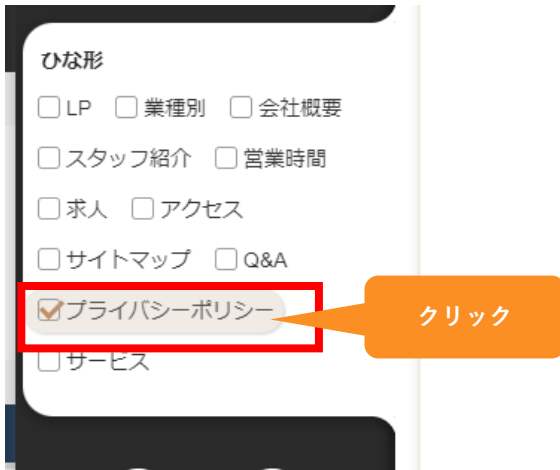 ひな形
LP 業種別 会社概要
スタッフ紹介 営業時間
求人 アクセス
サイトマップ Q&A
プライバシーポリシー
クリック
サービス